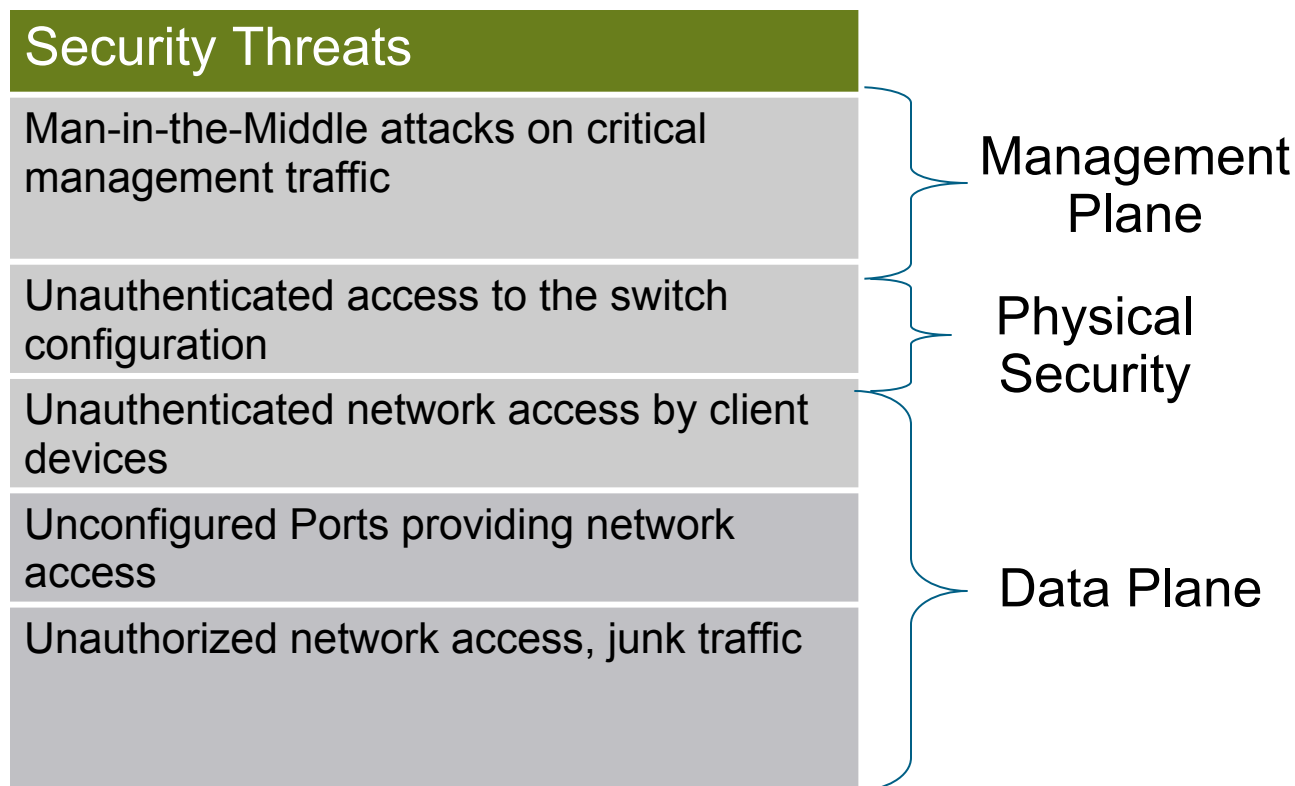 Security Threats
Man-in-the-Middle attacks on critical
management traffic
Management
Plane
Unauthenticated access to the switch
configuration
Physical
Security
Unauthenticated network access by client
devices
Unconfigured Ports providing network
access
Unauthorized network access, junk traffic
Data Plane